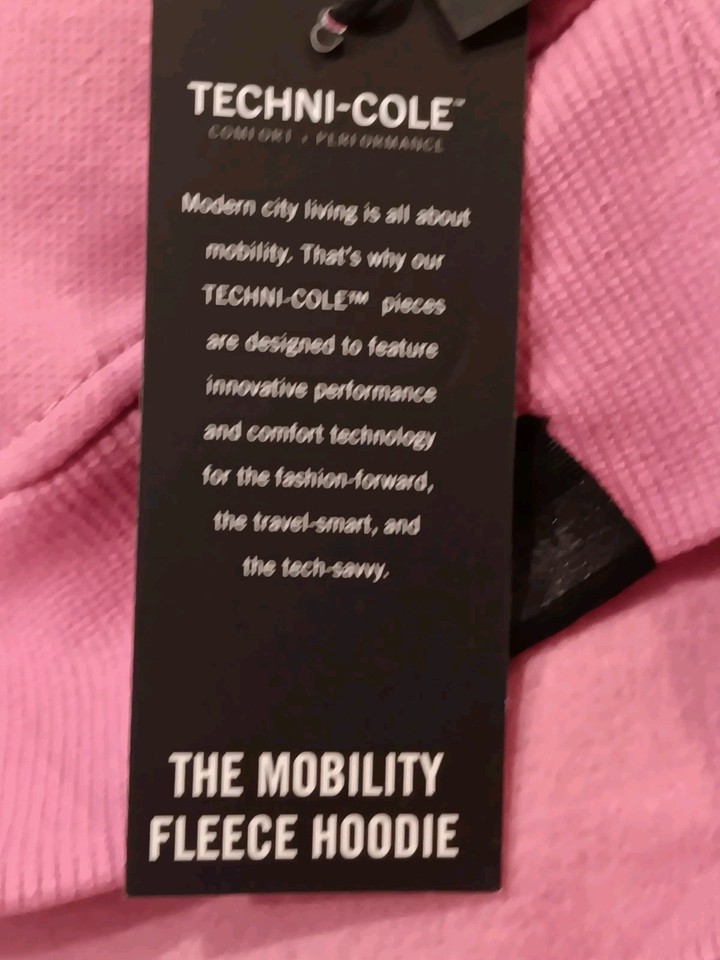 TECHNI-COLE™
COMFORT + PERFORMANCE
Modern city living is all about
mobility. That's why our
TECHNI-COLE™ pieces
are designed to feature
innovative performance
and comfort technology
for the fashion-forward,
the travel-smart, and
the tech-savvy.
THE MOBILITY
FLEECE HOODIE